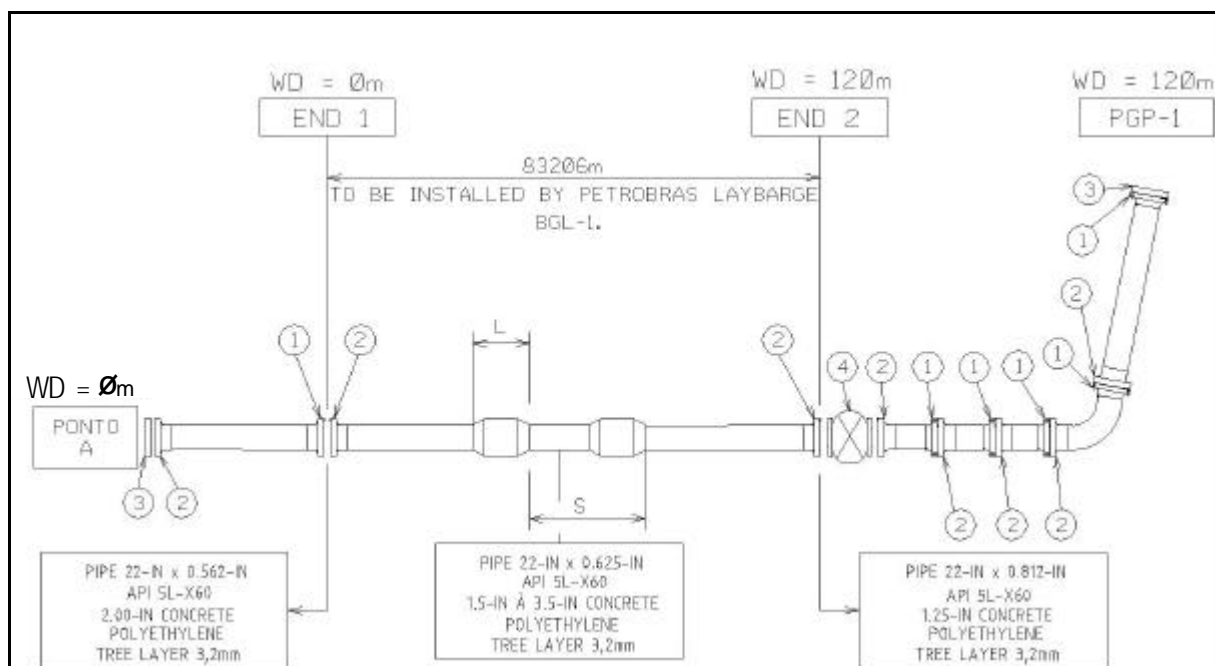 WD = Øm
WD = 120m
WD = 120m
END 1
END 2
PGP-1
83206m
TO BE INSTALLED BY PETROBRAS LAYBARGE
BGL-1.
3
1
2
1
L
1
2
2
4
2
1
1
1
WD = Øm
PONTO
A
3
2
S
2
2
2
PIPE 22-IN x 0.562-IN
API 5L-X60
2.00-IN CONCRETE
POLYETHYLENE
TREE LAYER 3,2mm
PIPE 22-IN x 0.625-IN
API 5L-X60
1.5-IN À 3.5-IN CONCRETE
POLYETHYLENE
TREE LAYER 3,2mm
PIPE 22-IN x 0.812-IN
API 5L-X60
1.25-IN CONCRETE
POLYETHYLENE
TREE LAYER 3,2mm